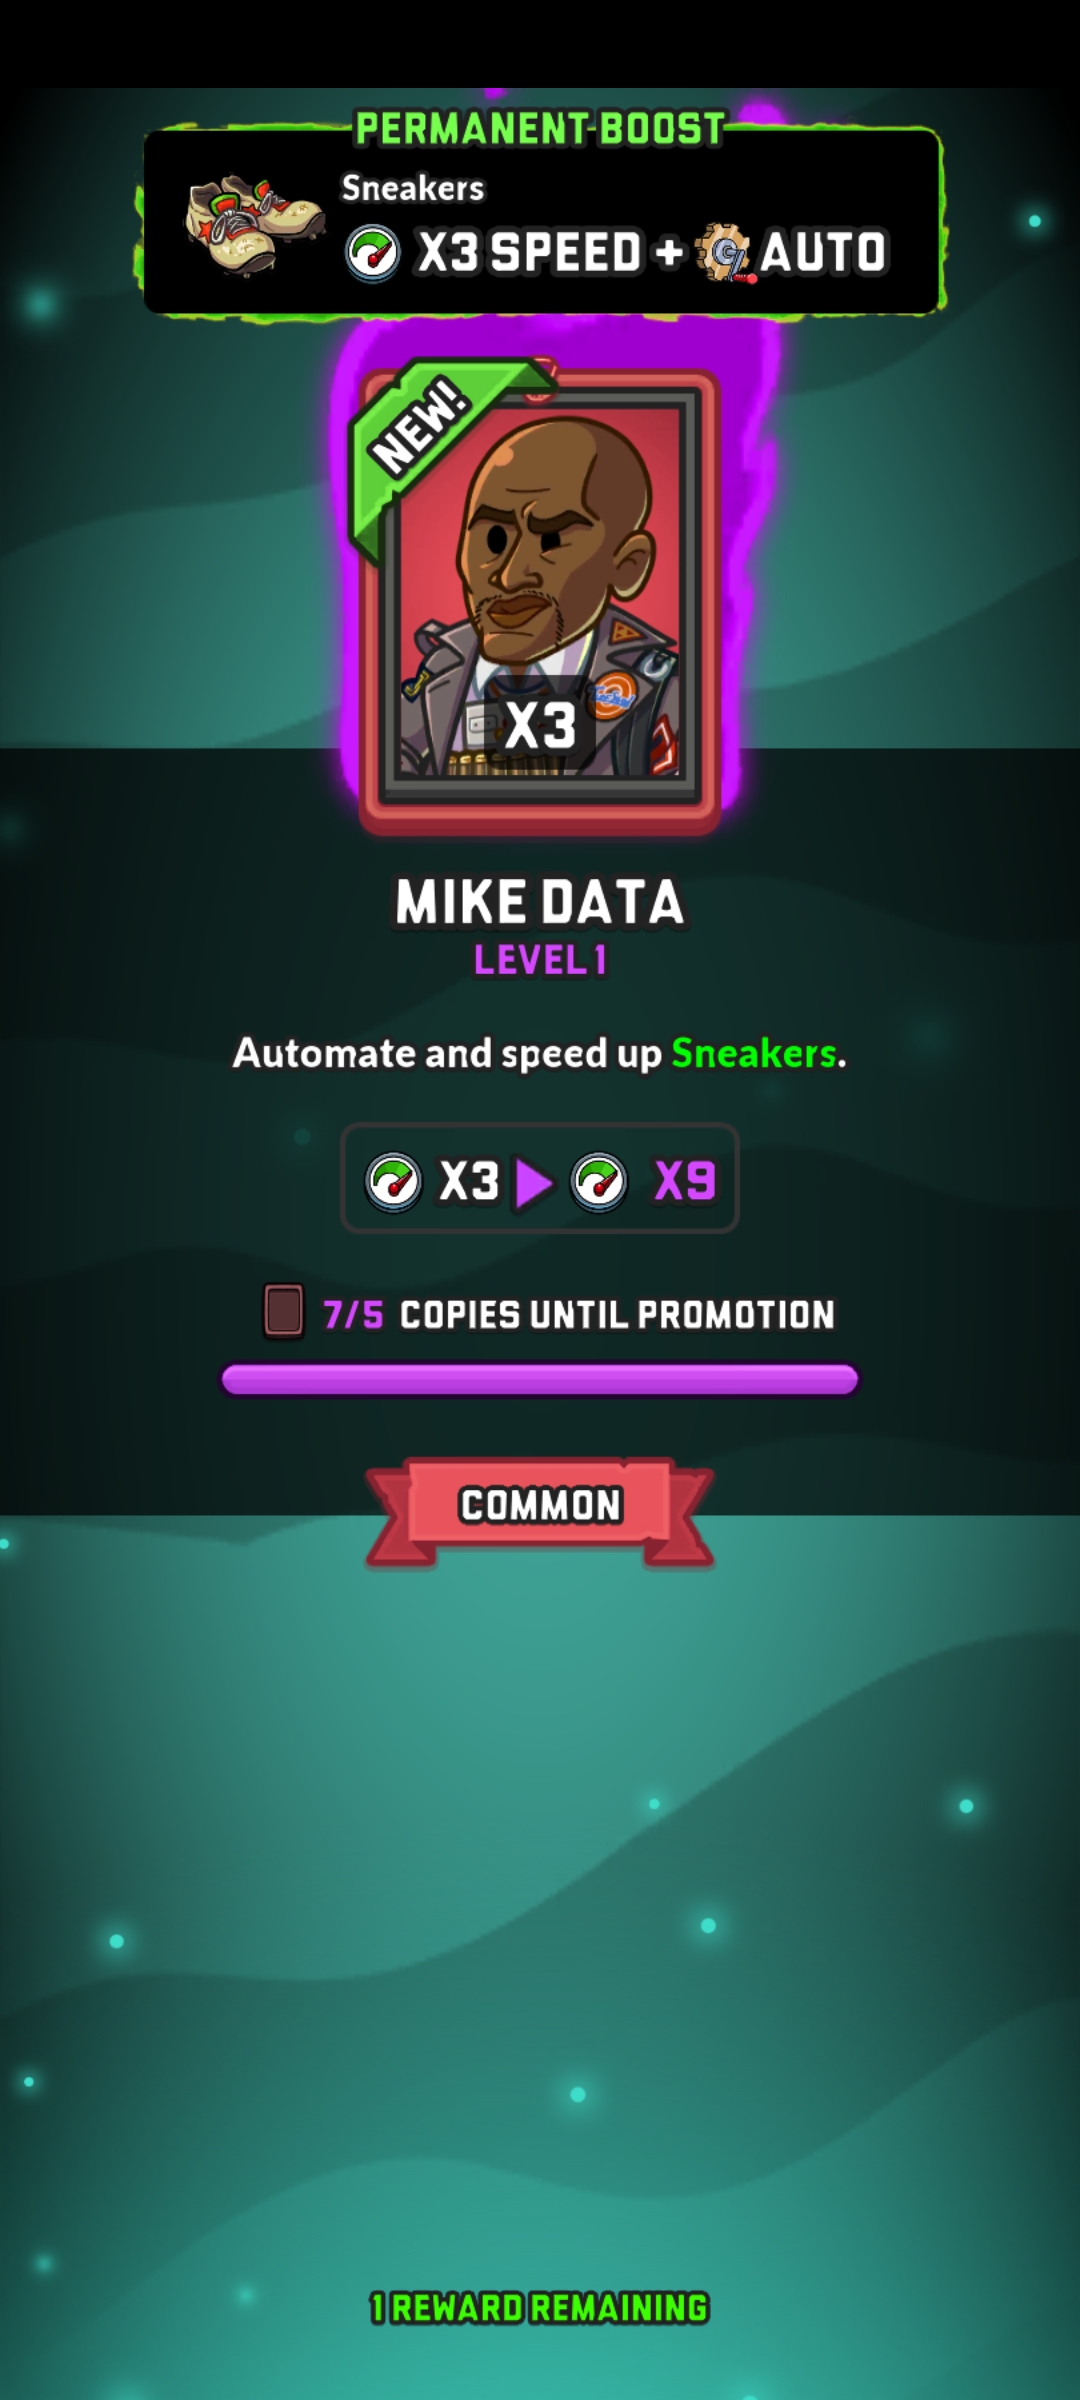 PERMANENT BOOST
Sneakers
X3 SPEED + AUTO
NEW!
X3
MIKE DATA
LEVEL 1
Automate and speed up Sneakers.
X3 X9
7/5 COPIES UNTIL PROMOTION
COMMON
1 REWARD REMAINING